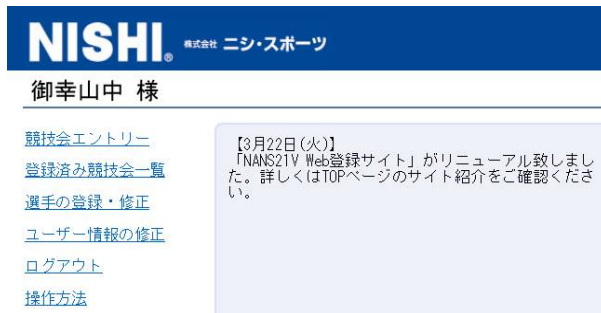 NISHI® 株式会社 ニシ・スポーツ
御幸山中 様
競技会エントリー
登録済み競技会一覧
選手の登録・修正
ユーザー情報の修正
ログアウト
操作方法
【3月22日(火)】
「NANS21V Web登録サイト」がリニューアル致しまし
た。詳しくはTOPページのサイト紹介をご確認くださ
い。